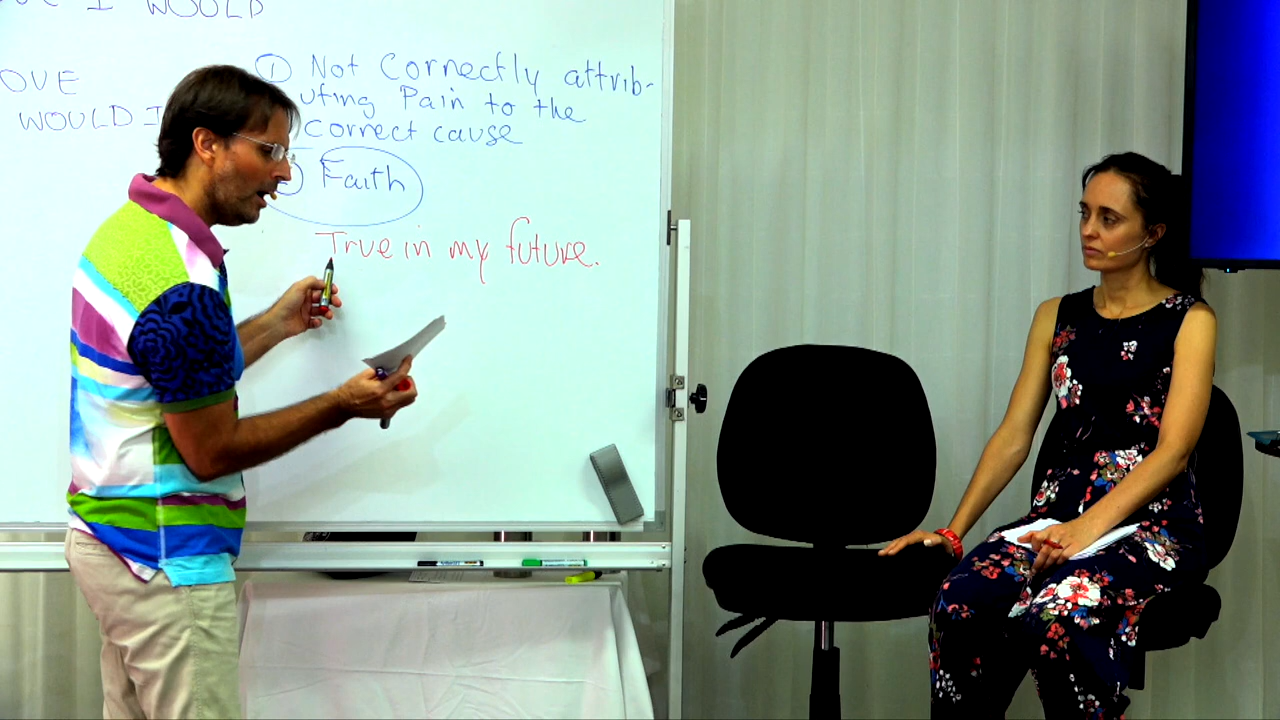 I WOULD
OVE
WOULD I
① Not Correctly attrib-
uting Pain to the
correct cause
Faith
True in my future.